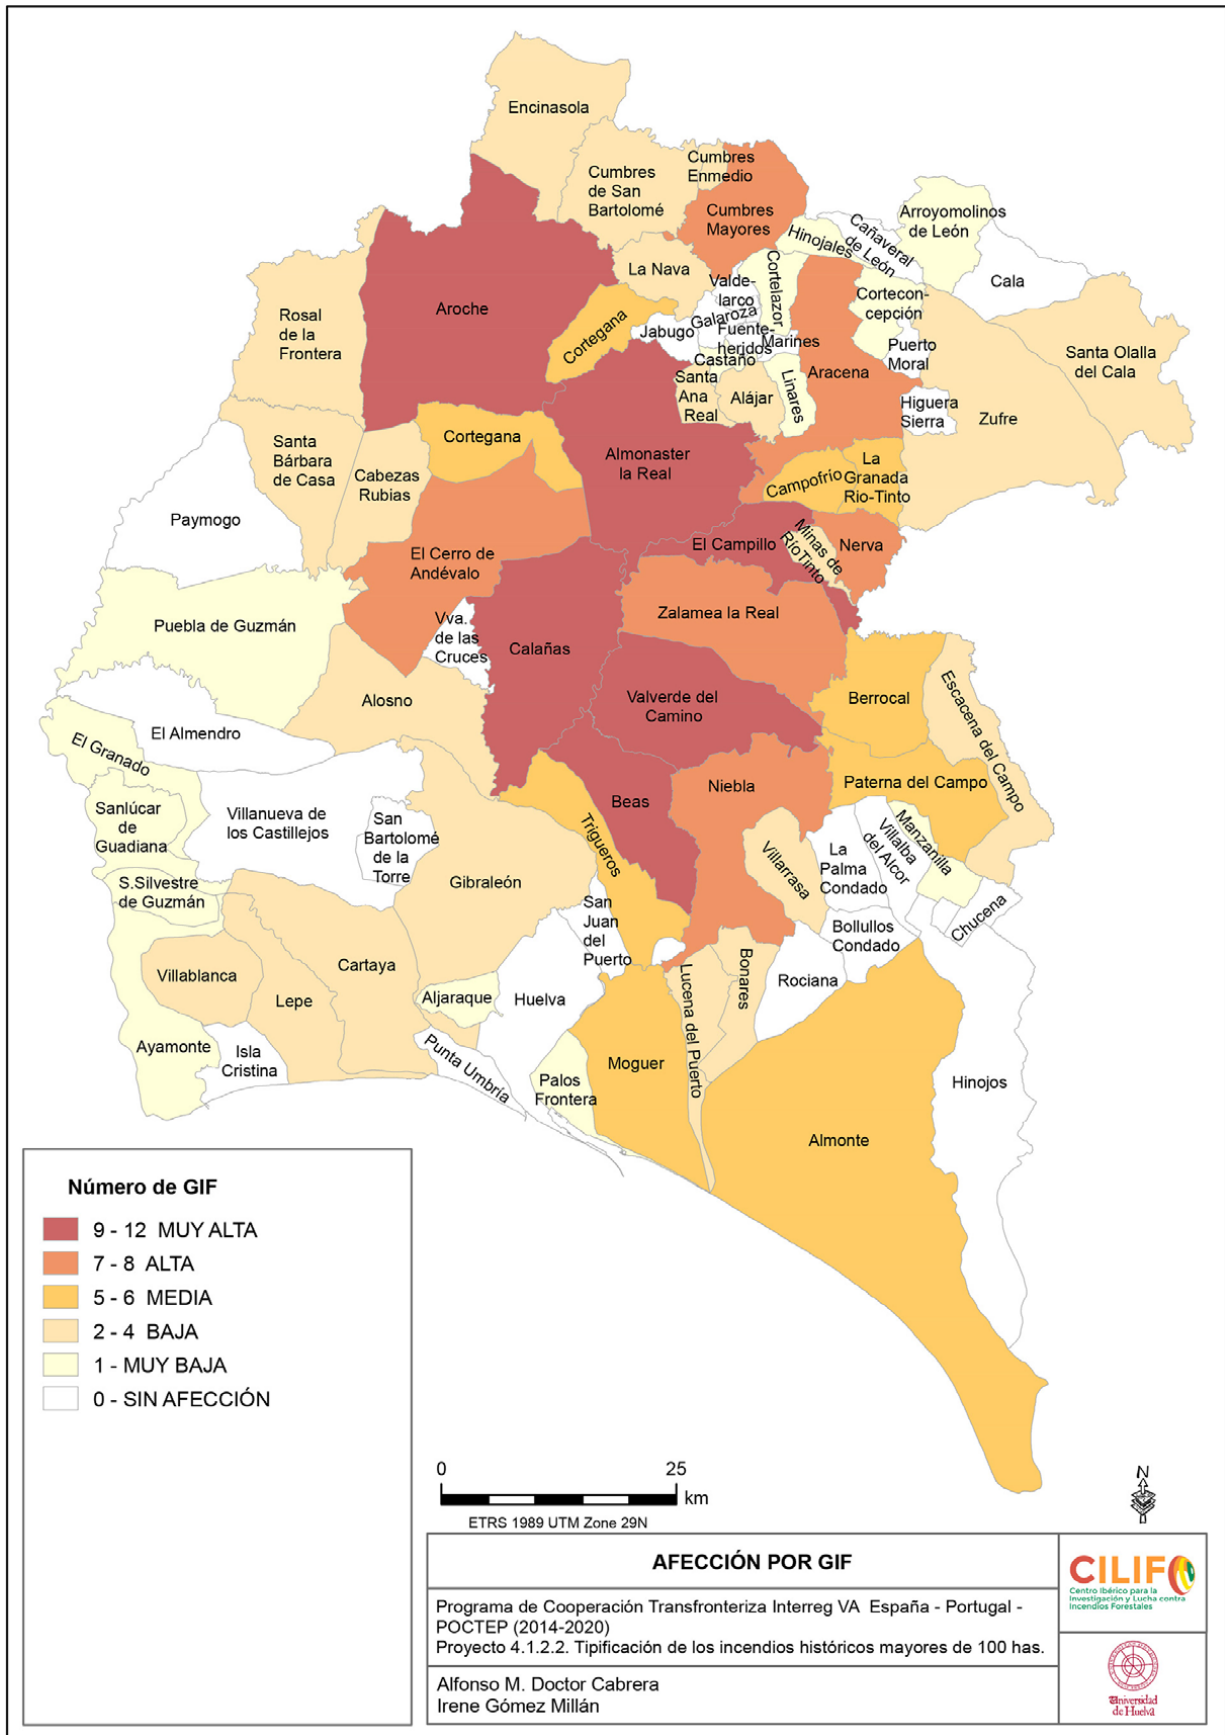 Encinasola
Cumbres
Enmedio
Cumbres
de San
Bartolomé
Cumbres
Mayores
Arroyomolinos
de León
Cañaveral
de León
Hinojales
La Nava
Cala
Cortelazor
Valde-
larco
Cortecon-
cepción
Aroche
Rosal
de la
Frontera
Cortegana
Jabugo
Galaroza
Fuente-
heridos
Marines
Puerto
Moral
Santa Olalla
del Cala
Castaño
Santa
Ana
Real
Alájar
Linares
Aracena
Higuera
Sierra
Zufre
Santa
Bárbara
de Casa
Cortegana
Cabezas
Rubias
Almonaster
la Real
Campofrío
La
Granada
Rio-Tinto
Paymogo
El Cerro de
Andévalo
El Campillo
Minas de
RioTinto
Nerva
Puebla de Guzmán
Vva.
de las
Cruces
Calañas
Zalamea la Real
Alosno
Valverde del
Camino
Berrocal
Escacena del Campo
El Almendro
El Granado
Sanlúcar
de
Guadiana
Villanueva de
los Castillejos
San
Bartolomé
de la
Torre
Beas
Niebla
Paterna del Campo
Trigueros
Villarrasa
La
Palma
Condado
Villalba
del Alcor
Manzanilla
S.Silvestre
de Guzmán
Gibraleón
San
Juan
del
Puerto
Bollullos
Condado
Chucena
Villablanca
Cartaya
Lepe
Aljaraque
Huelva
Lucena del Puerto
Bonares
Rociana
Ayamonte
Isla
Cristina
Punta Umbría
Palos
Frontera
Moguer
Hinojos
Almonte
Número de GIF
9 - 12 MUY ALTA
7 - 8 ALTA
5 - 6 MEDIA
2 - 4 BAJA
1 - MUY BAJA
0 - SIN AFECCIÓN
0 25
km
ETRS 1989 UTM Zone 29N
N
AFECCIÓN POR GIF
Programa de Cooperación Transfronteriza Interreg VA España - Portugal -
POCTEP (2014-2020)
Proyecto 4.1.2.2. Tipificación de los incendios históricos mayores de 100 has.
Alfonso M. Doctor Cabrera
Irene Gómez Millán
CILIFO
Centro Ibérico para la
Investigación y Lucha contra
Incendios Forestales
Universidad
de Huelva